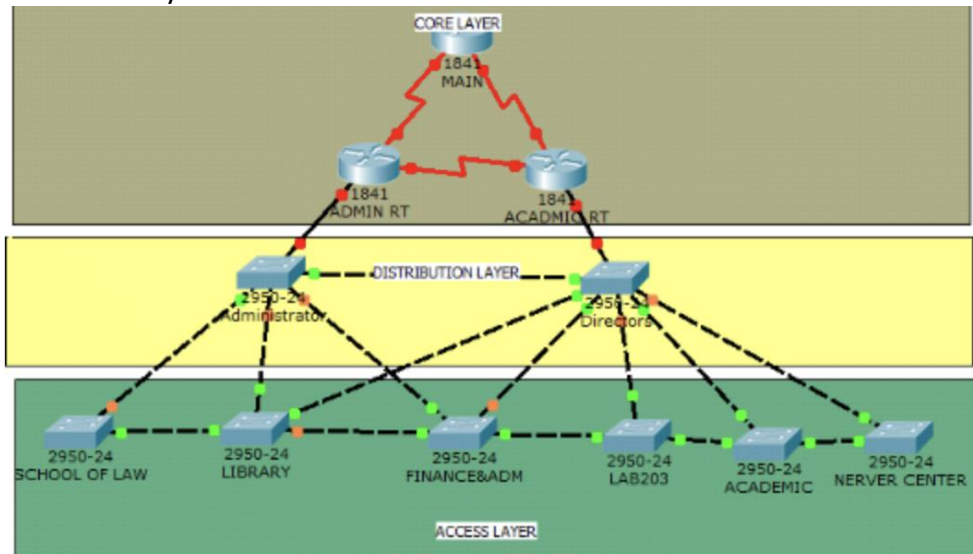 CORE LAYER
1841
MAIN
1841
ADMIN RT
1841
ACADMIC RT
DISTRIBUTION LAYER
2950-24
Administrator
2950-24
Directors
2950-24
SCHOOL OF LAW
2950-24
LIBRARY
2950-24
FINANCE&ADM
2950-24
LAB203
2950-24
ACADEMIC
2950-24
NERVER CENTER
ACCESS LAYER